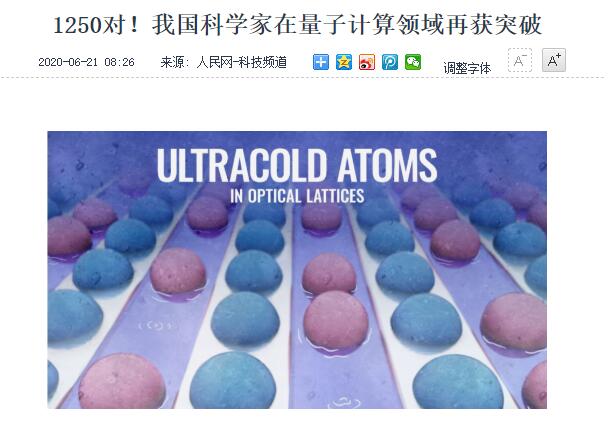 1250对！我国科学家在量子计算领域再获突破
2020-06-21 08:26 来源：人民网-科技频道 调整字体 A- A+
ULTRACOLD ATOMS
IN OPTICAL LATTICES